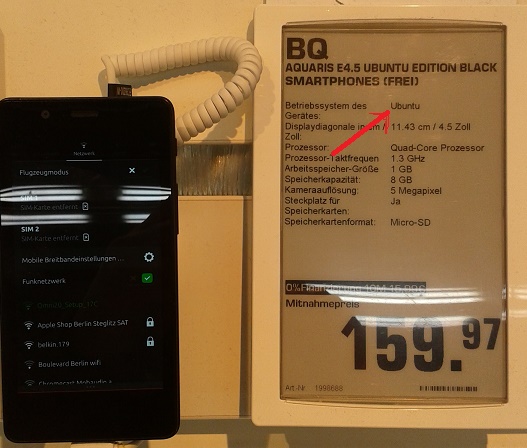 Netzwerk
Flugzeugmodus
SIM 1
SIM-Karte entfernt
SIM 2
SIM-Karte entfernt
Mobile Breitbandeinstellungen ...
Funknetzwerk
Apple Shop Berlin Steglitz SAT
belkin.179
Boulevard Berlin wifi
BQ
AQUARIS E4.5 UBUNTU EDITION BLACK
SMARTPHONES (FREI)
Betriebssystem des Ubuntu
Gerätes:
Displaydiagonale in cm / 11.43 cm / 4.5 Zoll
Zoll:
Prozessor: Quad-Core Prozessor
Prozessor-Taktfrequenz 1.3 GHz
Arbeitsspeicher-Größe 1 GB
Speicherkapazität: 8 GB
Kameraauflösung: 5 Megapixel
Steckplatz für Ja
Speicherkarten:
Speicherkartenformat: Micro-SD
0% Finanzierung 10M
Mitnahmepreis
159.97
Art.-Nr 1998688